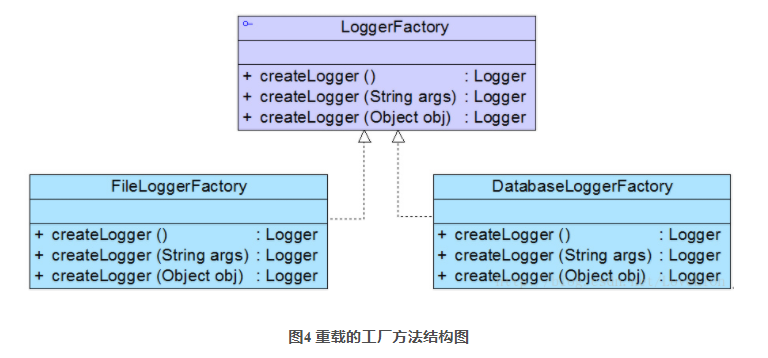 LoggerFactory
+ createLogger () : Logger
+ createLogger (String args) : Logger
+ createLogger (Object obj) : Logger
FileLoggerFactory
+ createLogger () : Logger
+ createLogger (String args) : Logger
+ createLogger (Object obj) : Logger
DatabaseLoggerFactory
+ createLogger () : Logger
+ createLogger (String args) : Logger
+ createLogger (Object obj) : Logger
图4 重载的工厂方法结构图